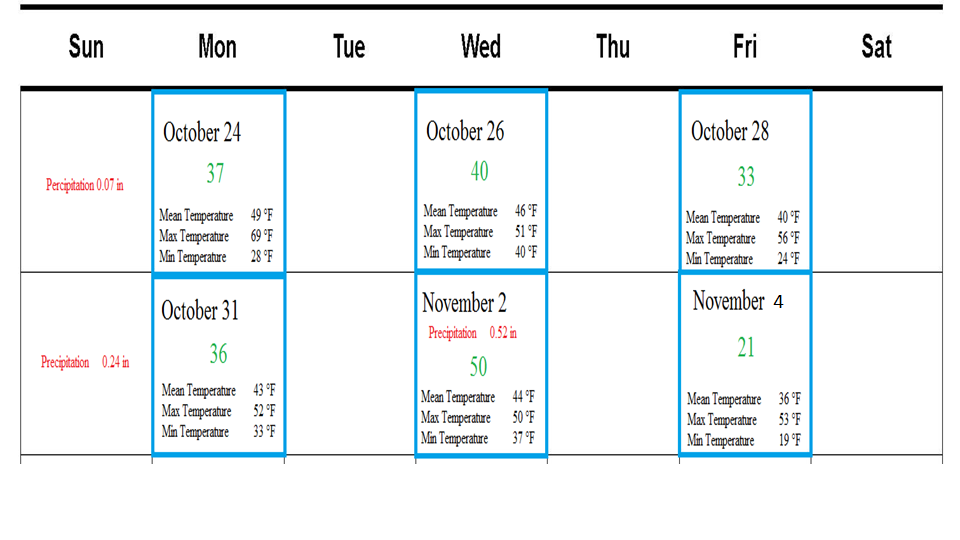 Sun Mon Tue Wed Thu Fri Sat
Percipitation 0.07 in
October 24
37
Mean Temperature 49 °F
Max Temperature 69 °F
Min Temperature 28 °F
October 26
40
Mean Temperature 46 °F
Max Temperature 51 °F
Min Temperature 40 °F
October 28
33
Mean Temperature 40 °F
Max Temperature 56 °F
Min Temperature 24 °F
Precipitation 0.24 in
October 31
36
Mean Temperature 43 °F
Max Temperature 52 °F
Min Temperature 33 °F
November 2
Precipitation 0.52 in
50
Mean Temperature 44 °F
Max Temperature 50 °F
Min Temperature 37 °F
November 4
21
Mean Temperature 36 °F
Max Temperature 53 °F
Min Temperature 19 °F